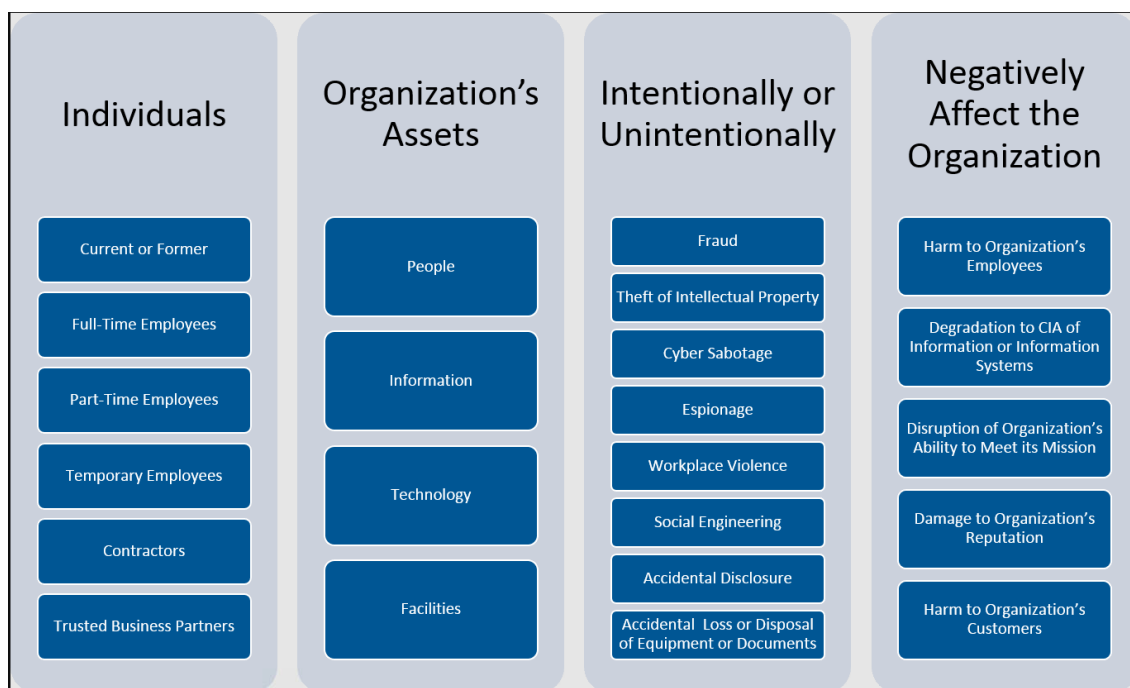 Individuals
Current or Former
Full-Time Employees
Part-Time Employees
Temporary Employees
Contractors
Trusted Business Partners
Organization’s
Assets
People
Information
Technology
Facilities
Intentionally or
Unintentionally
Fraud
Theft of Intellectual Property
Cyber Sabotage
Espionage
Workplace Violence
Social Engineering
Accidental Disclosure
Accidental Loss or Disposal
of Equipment or Documents
Negatively
Affect the
Organization
Harm to Organization’s
Employees
Degradation to CIA of
Information or Information
Systems
Disruption of Organization’s
Ability to Meet its Mission
Damage to Organization’s
Reputation
Harm to Organization’s
Customers